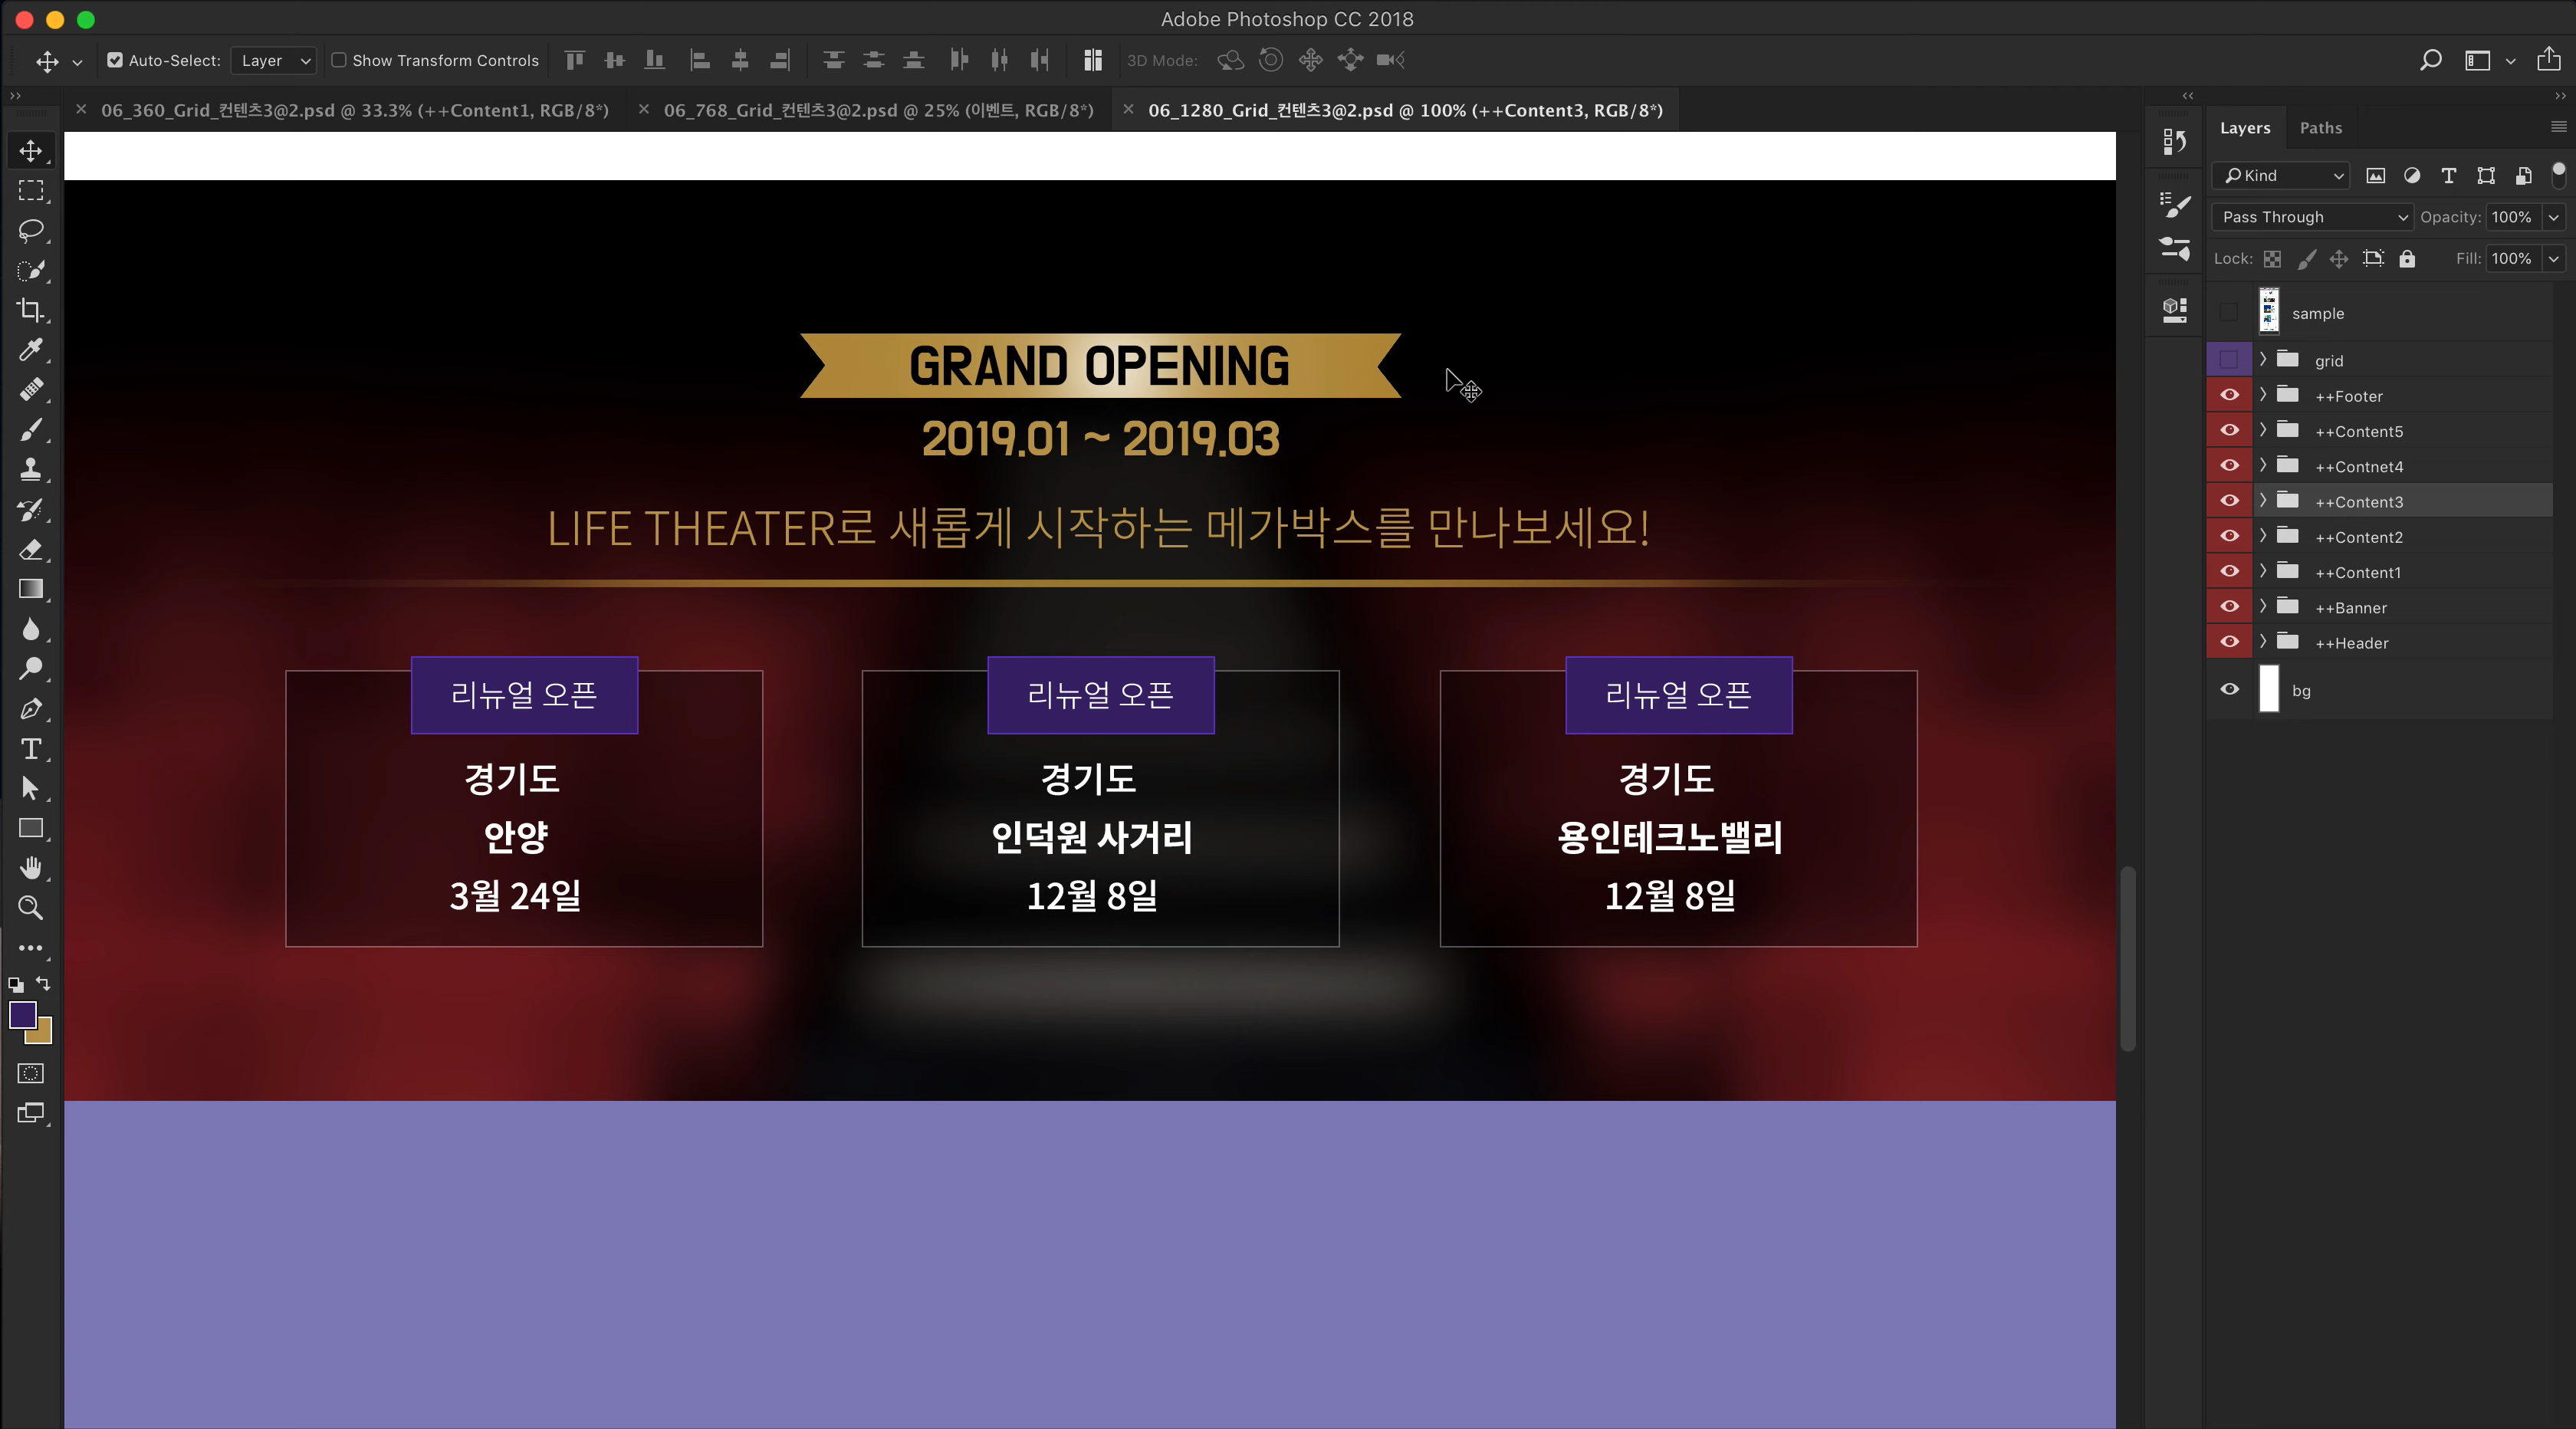 Adobe Photoshop CC 2018
Auto-Select: Layer Show Transform Controls 3D Mode:
06_360_Grid_컨텐츠3@2.psd @ 33.3% (++Content1, RGB/8*)
06_768_Grid_컨텐츠3@2.psd @ 25% (이벤트, RGB/8*)
06_1280_Grid_컨텐츠3@2.psd @ 100% (++Content3, RGB/8*)
GRAND OPENING
2019.01 ~ 2019.03
LIFE THEATER로 새롭게 시작하는 메가박스를 만나보세요!
리뉴얼 오픈
경기도
안양
3월 24일
리뉴얼 오픈
경기도
인덕원 사거리
12월 8일
리뉴얼 오픈
경기도
용인테크노밸리
12월 8일
Layers Paths
Kind
Pass Through Opacity: 100%
Lock: Fill: 100%
sample
grid
++Footer
++Content5
++Contnet4
++Content3
++Content2
++Content1
++Banner
++Header
bg